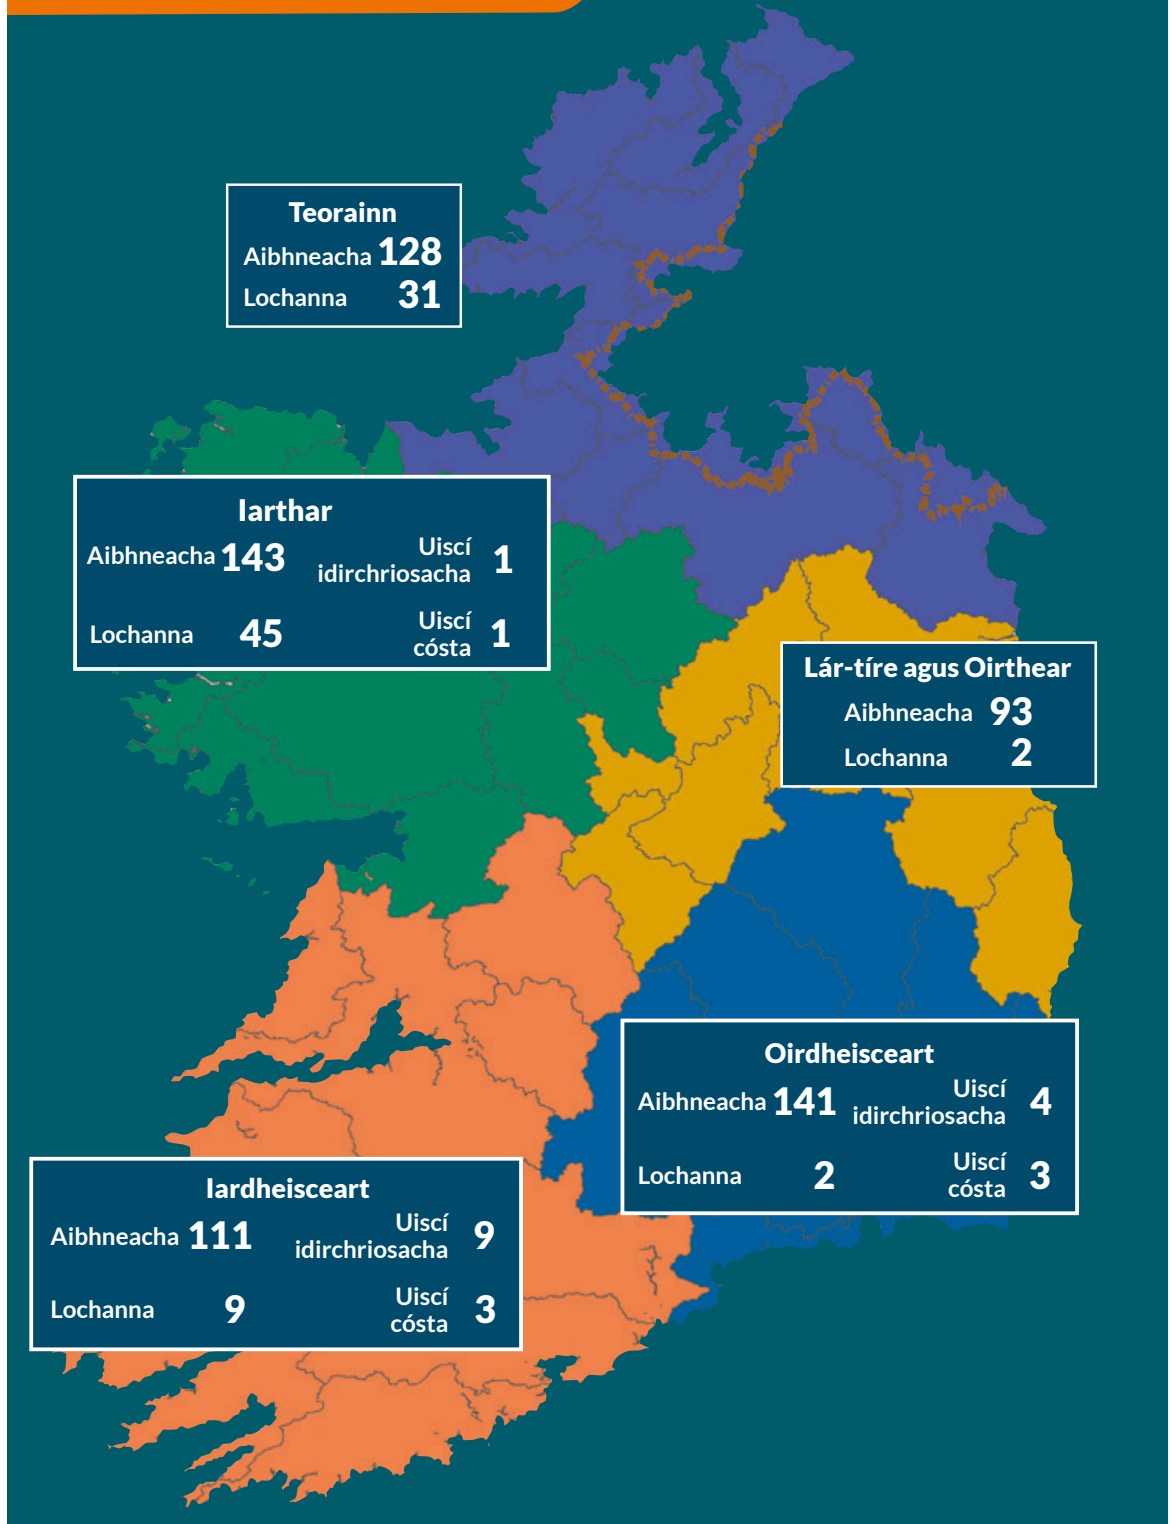 Teorainn
Aibhneacha 128
Lochanna 31
Iarthar
Aibhneacha 143
Uiscí
idirchriosacha 1
Lochanna 45
Uiscí
cósta 1
Lár-tíre agus Oirthear
Aibhneacha 93
Lochanna 2
Oirdheisceart
Aibhneacha 141
Uiscí
idirchriosacha 4
Lochanna 2
Uiscí
cósta 3
Iardheisceart
Aibhneacha 111
Uiscí
idirchriosacha 9
Lochanna 9
Uiscí
cósta 3